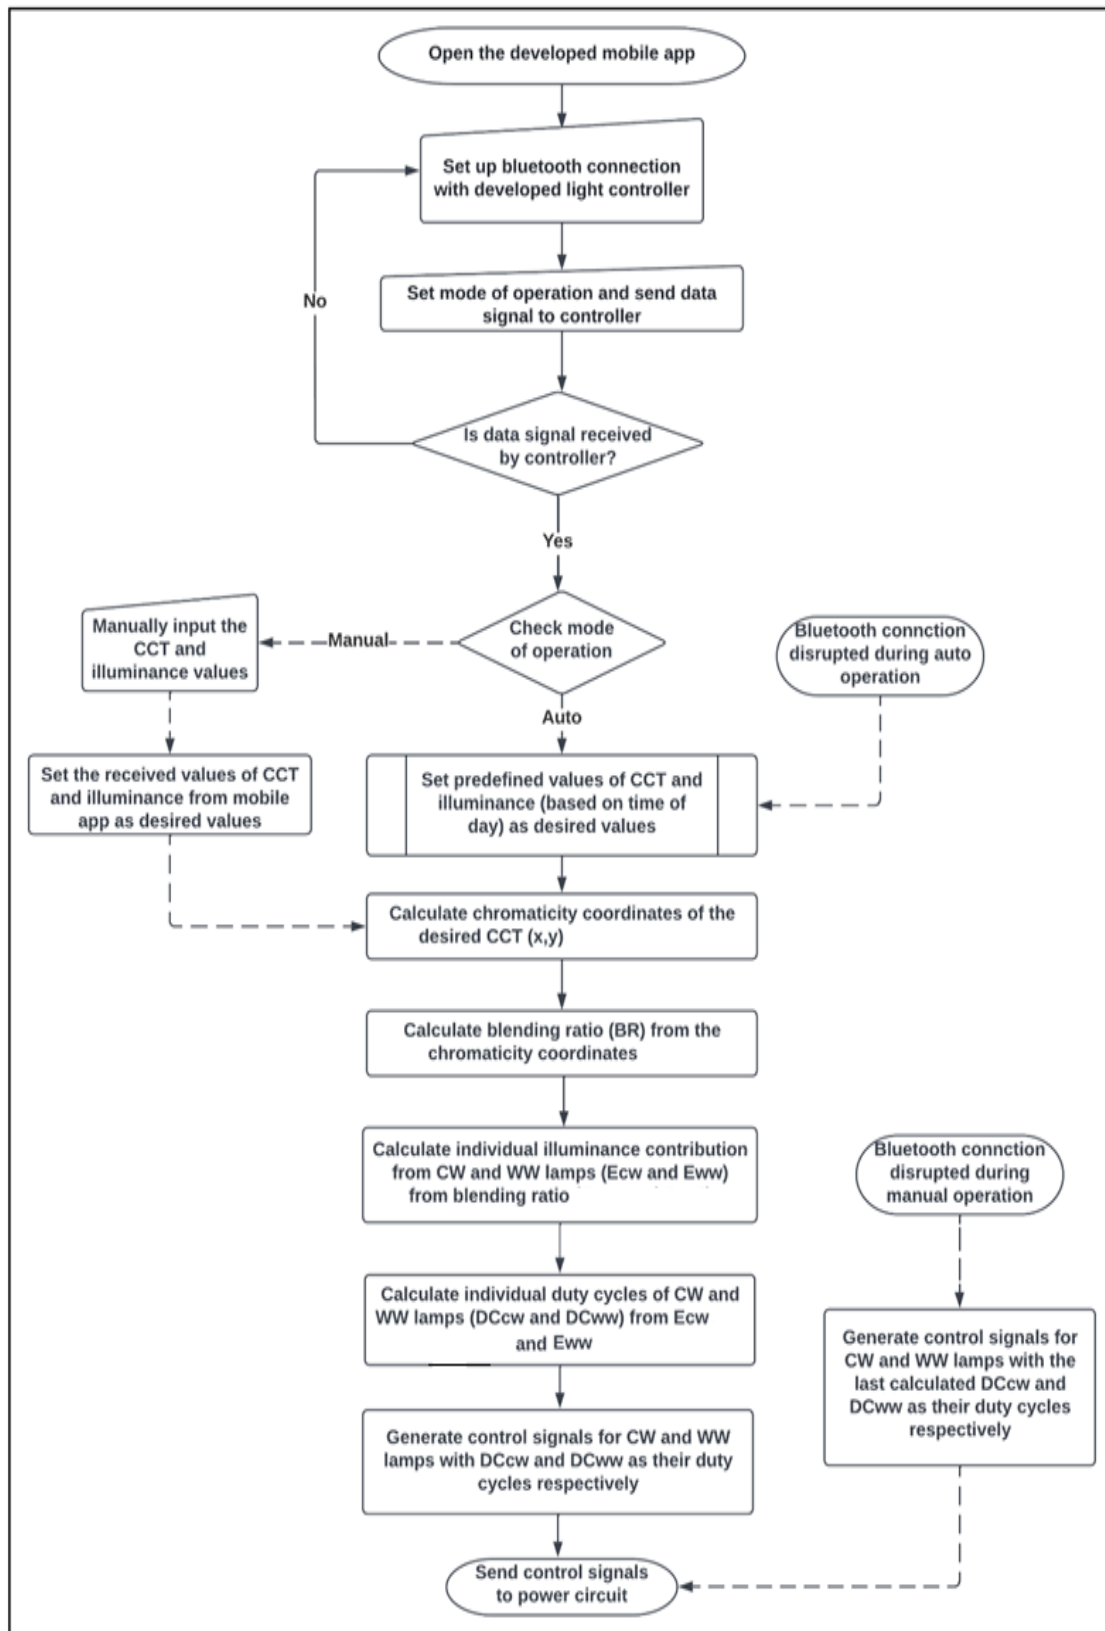 Open the developed mobile app
Set up bluetooth connection
with developed light controller
Set mode of operation and send data
signal to controller
No
Is data signal received
by controller?
Yes
Check mode
of operation
Manual
Manually input the
CCT and
illuminance values
Bluetooth connction
disrupted during auto
operation
Auto
Set the received values of CCT
and illuminance from mobile
app as desired values
Set predefined values of CCT and
illuminance (based on time of
day) as desired values
Calculate chromaticity coordinates of the
desired CCT (x,y)
Calculate blending ratio (BR) from the
chromaticity coordinates
Calculate individual illuminance contribution
from CW and WW lamps (Ecw and Eww)
from blending ratio
Bluetooth connction
disrupted during
manual operation
Calculate individual duty cycles of CW and
WW lamps (DCcw and DCww) from Ecw
and Eww
Generate control signals for
CW and WW lamps with the
last calculated DCcw and
DCww as their duty cycles
respectively
Generate control signals for CW and WW
lamps with DCcw and DCww as their duty
cycles respectively
Send control signals
to power circuit